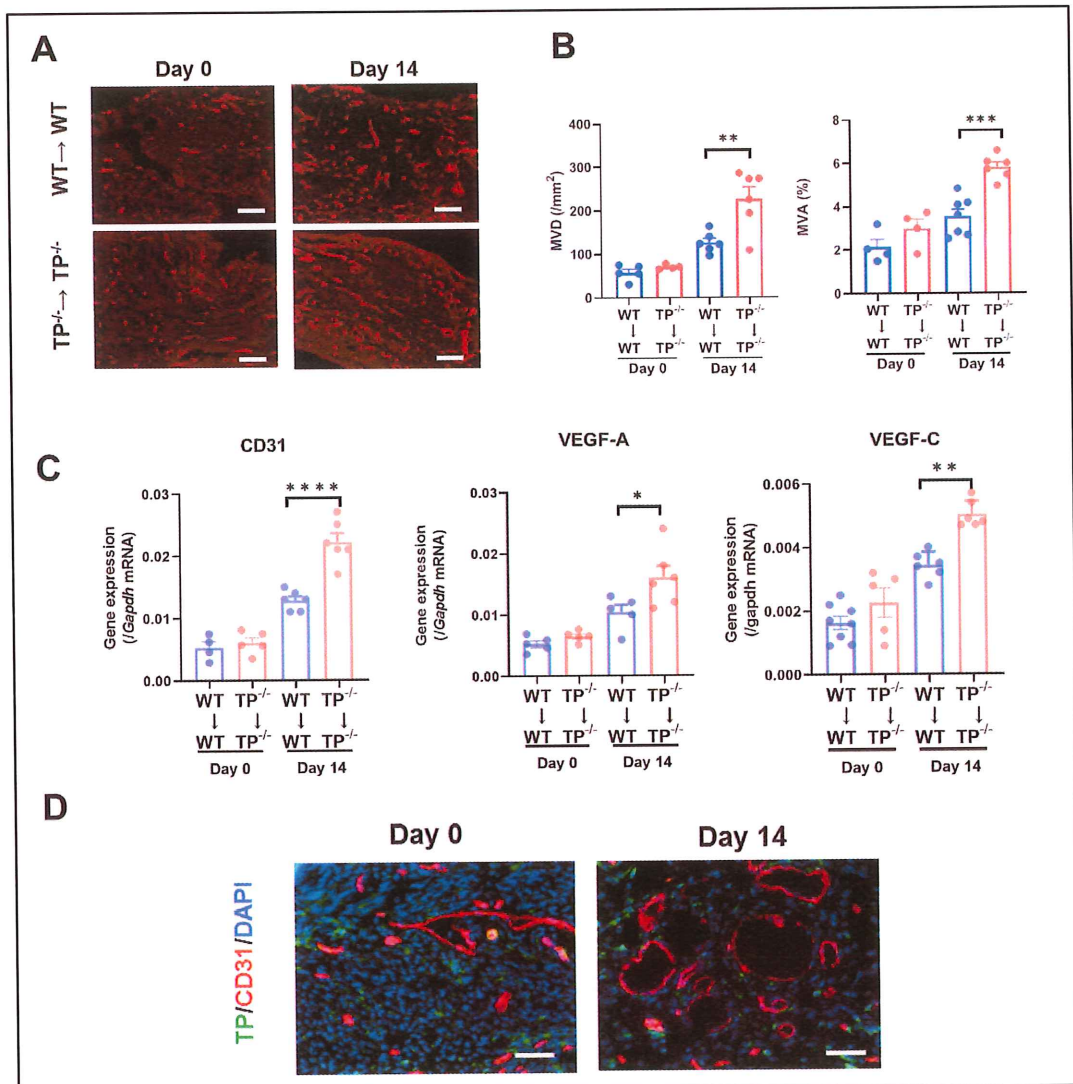 A
Day 0 Day 14
WT→ WT
TP-/-→ TP-/-
B
MVD (/mm²)
400
300
200
100
0
**
WT TP-/- WT TP-/-
↓ ↓ ↓ ↓
WT TP-/- WT TP-/-
Day 0 Day 14
MVA (%)
8
6
4
2
0
***
WT TP-/- WT TP-/-
↓ ↓ ↓ ↓
WT TP-/- WT TP-/-
Day 0 Day 14
C
CD31
Gene expression
(/Gapdh mRNA)
0.03
0.02
0.01
0.00
****
WT TP-/- WT TP-/-
↓ ↓ ↓ ↓
WT TP-/- WT TP-/-
Day 0 Day 14
VEGF-A
Gene expression
(/Gapdh mRNA)
0.03
0.02
0.01
0.00
*
WT TP-/- WT TP-/-
↓ ↓ ↓ ↓
WT TP-/- WT TP-/-
Day 0 Day 14
VEGF-C
Gene expression
(/gapdh mRNA)
0.006
0.004
0.002
0.000
**
WT TP-/- WT TP-/-
↓ ↓ ↓ ↓
WT TP-/- WT TP-/-
Day 0 Day 14
D
Day 0 Day 14
TP/CD31/DAPI